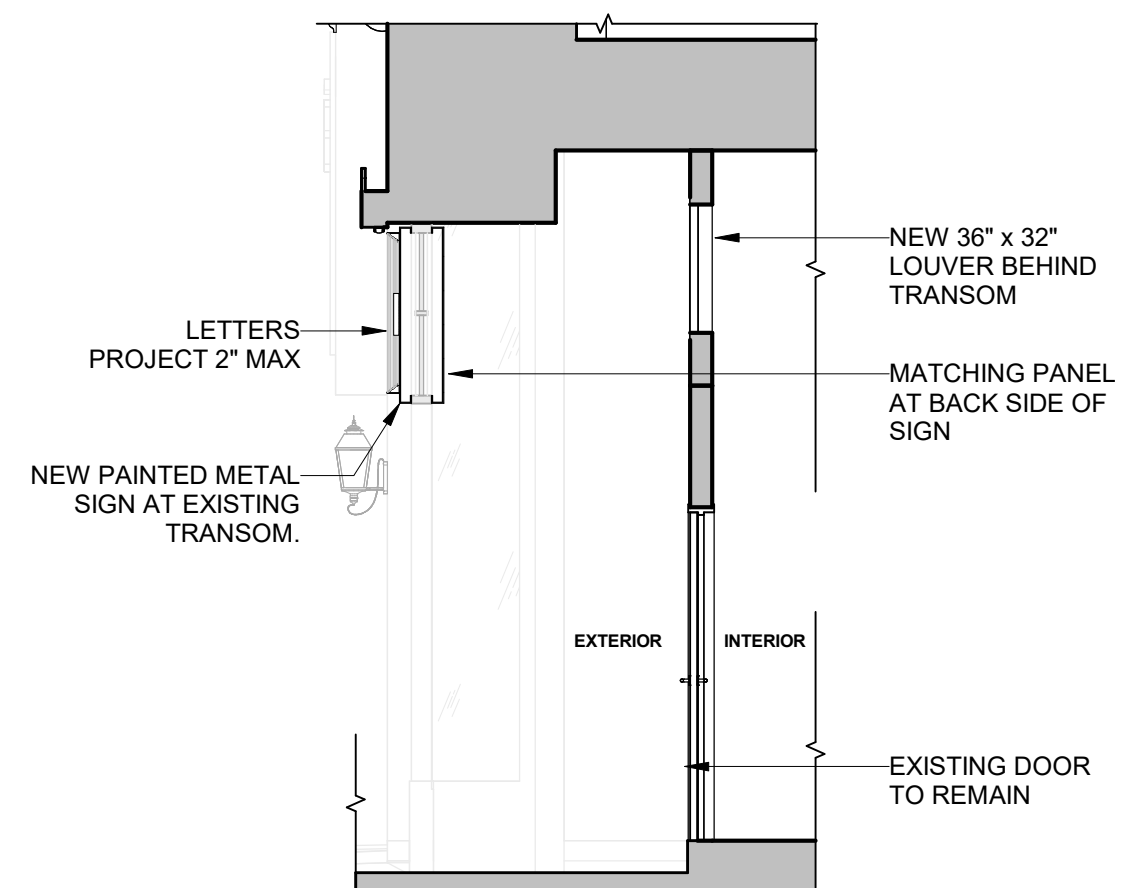 NEW 36" x 32"
LOUVER BEHIND
TRANSOM
LETTERS
PROJECT 2" MAX
MATCHING PANEL
AT BACK SIDE OF
SIGN
NEW PAINTED METAL
SIGN AT EXISTING
TRANSOM.
EXTERIOR
INTERIOR
EXISTING DOOR
TO REMAIN